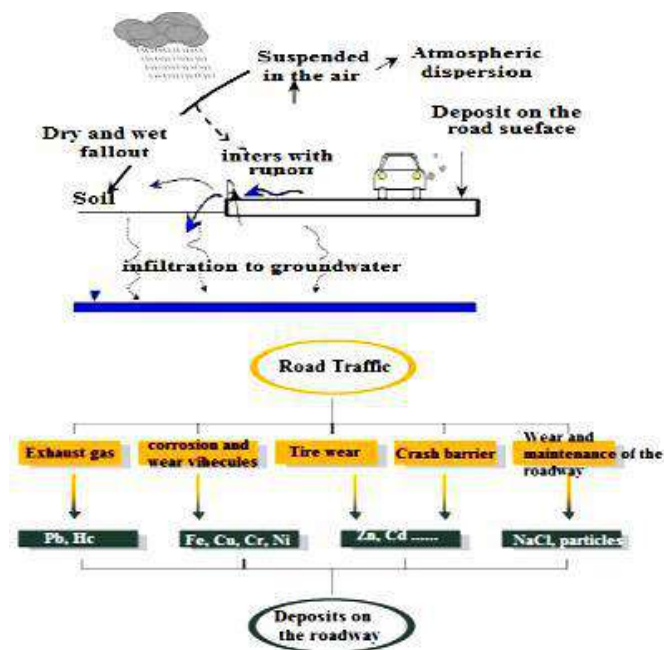 Suspended
in the air
Atmospheric
dispersion
Deposit on the
road sueface
Dry and wet
fallout
inters with
runoff
Soil
infiltration to groundwater
Road Traffic
Exhaust gas
corrosion and
wear vihecules
Tire wear
Crash barrier
Wear and
maintenance of the
roadway
Pb, Hc
Fe, Cu, Cr, Ni
Zn, Cd ......
NaCl, particles
Deposits on
the roadway